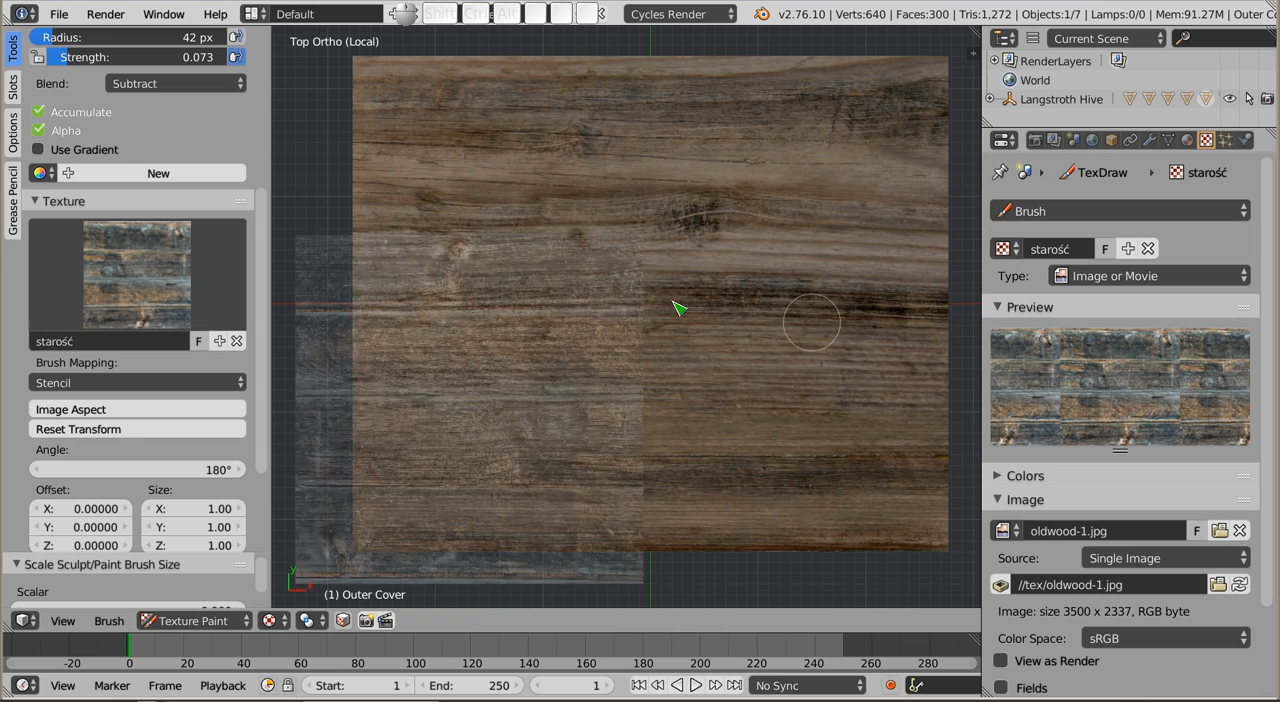 File Render Window Help Default Shift Ctrl Alt Cycles Render v2.76.10 | Verts:640 | Faces:300 | Tris:1,272 | Objects:1/7 | Lamps:0/0 | Mem:91.27M | Outer Co
Tools
Slots
Options
Grease Pencil
Radius: 42 px
Strength: 0.073
Blend: Subtract
Accumulate
Alpha
Use Gradient
New
Texture
starość F
Brush Mapping:
Stencil
Image Aspect
Reset Transform
Angle:
180°
Offset: Size:
X: 0.00000 X: 1.00
Y: 0.00000 Y: 1.00
Z: 0.00000 Z: 1.00
Scale Sculpt/Paint Brush Size
Scalar
Top Ortho (Local)
y
x
(1) Outer Cover
View Brush Texture Paint
-20 0 20 40 60 80 100 120 140 160 180 200 220 240 260 280
View Marker Frame Playback Start: 1 End: 250 1 No Sync
Current Scene
RenderLayers
World
Langstroth Hive
TexDraw starość
Brush
starość F
Type: Image or Movie
Preview
Colors
Image
oldwood-1.jpg F
Source: Single Image
//tex/oldwood-1.jpg
Image: size 3500 x 2337, RGB byte
Color Space: sRGB
View as Render
Fields